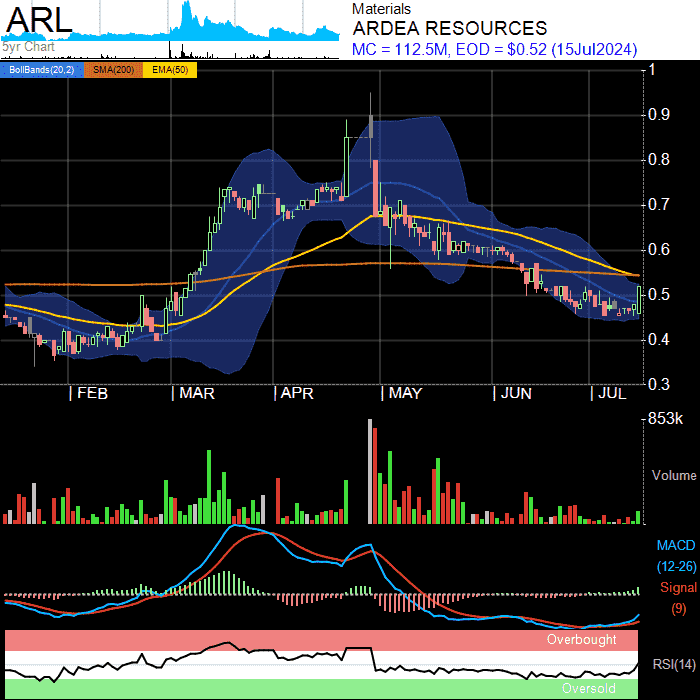 ARL
5yr Chart
Materials
ARDEA RESOURCES
MC = 112.5M, EOD = $0.52 (15Jul2024)
BollBands(20,2) SMA(200) EMA(50)
1
0.9
0.8
0.7
0.6
0.5
0.4
0.3
FEB MAR APR MAY JUN JUL
853k
Volume
MACD
(12-26)
Signal
(9)
Overbought
RSI(14)
Oversold